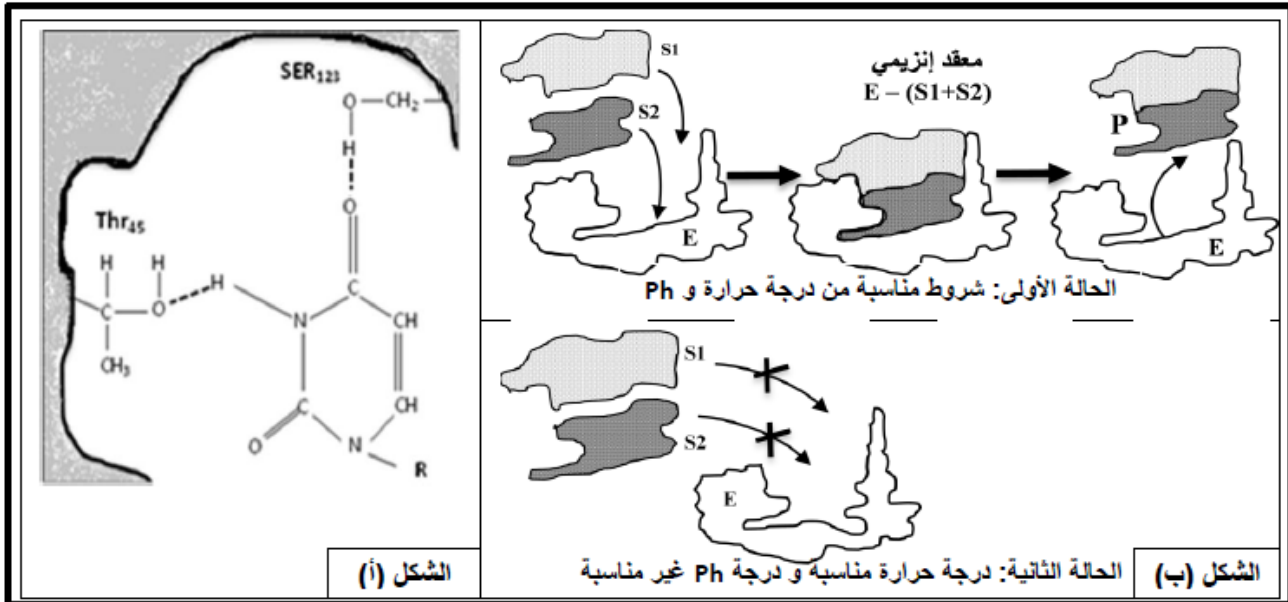 SER123
O—CH2
H
O
Thr45
H
H
H
C
C
O
N
CH
CH3
C
CH
O
N
R
الشكل (أ)
S1
S2
E
معقد إنزيمي
E – (S1+S2)
P
E
الحالة الأولى: شروط مناسبة من درجة حرارة و Ph
S1
S2
E
الحالة الثانية: درجة حرارة مناسبة و درجة Ph غير مناسبة
الشكل (ب)